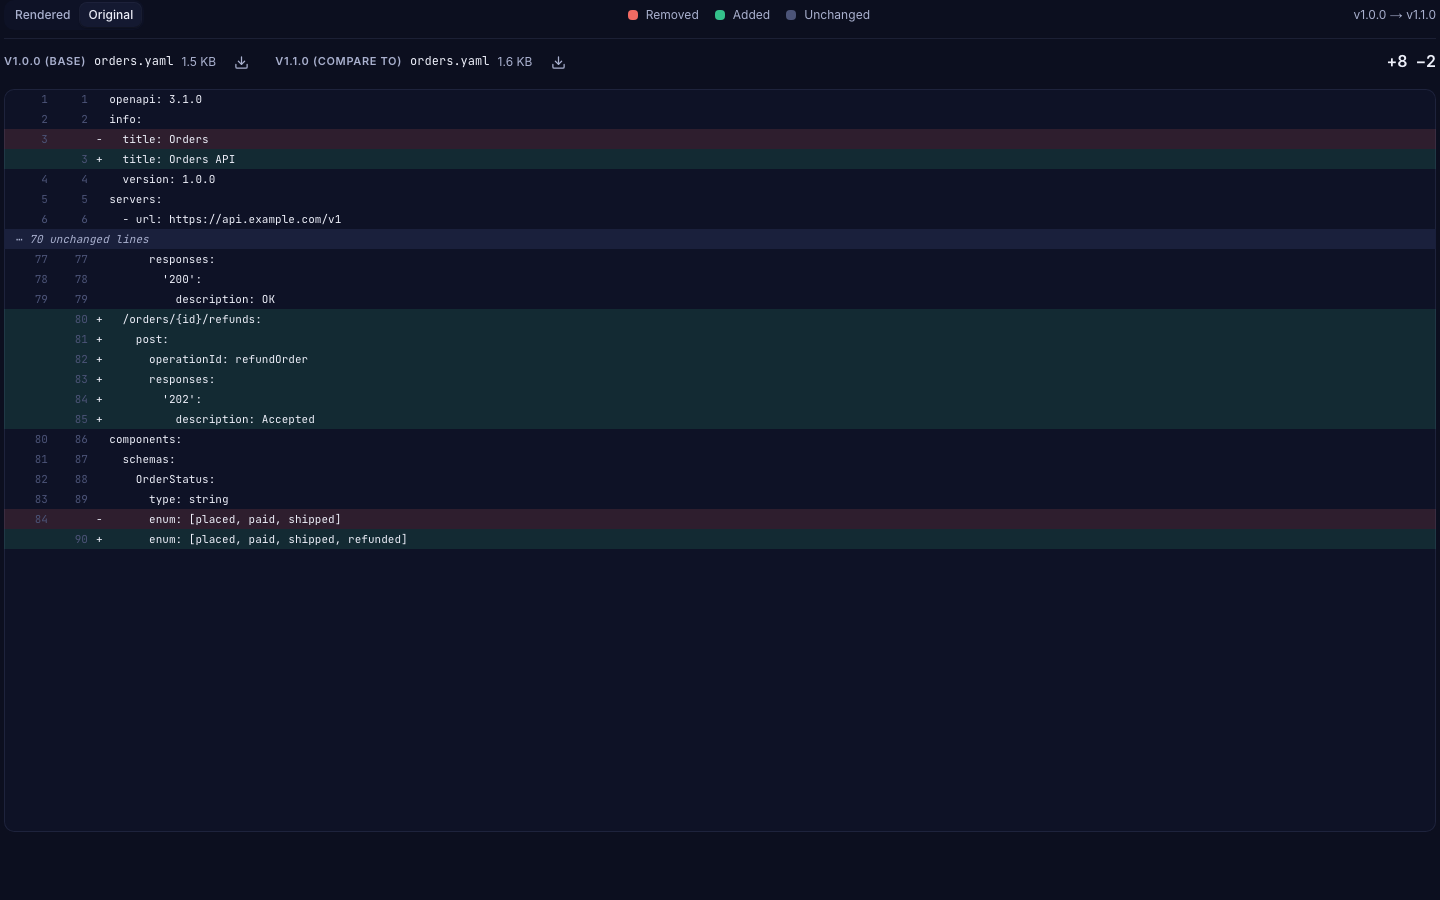 Rendered Original Removed Added Unchanged v1.0.0 → v1.1.0
V1.0.0 (BASE) orders.yaml 1.5 KB V1.1.0 (COMPARE TO) orders.yaml 1.6 KB +8 −2
1 1 openapi: 3.1.0
2 2 info:
3 - title: Orders
3 + title: Orders API
4 4 version: 1.0.0
5 5 servers:
6 6 - url: https://api.example.com/v1
⋯ 70 unchanged lines
77 77 responses:
78 78 '200':
79 79 description: OK
80 + /orders/{id}/refunds:
81 + post:
82 + operationId: refundOrder
83 + responses:
84 + '202':
85 + description: Accepted
80 86 components:
81 87 schemas:
82 88 OrderStatus:
83 89 type: string
84 - enum: [placed, paid, shipped]
90 + enum: [placed, paid, shipped, refunded]